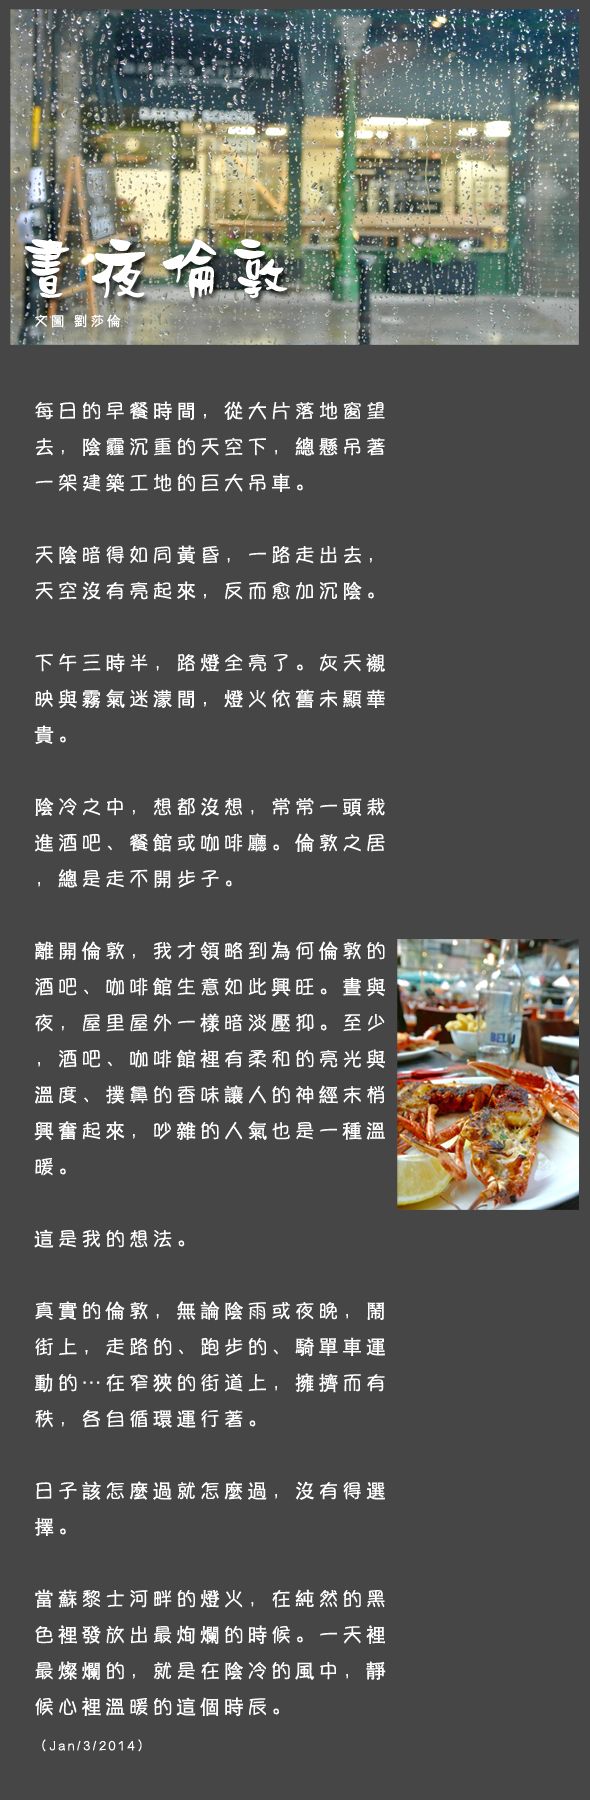 晝夜倫敦
文圖 劉莎倫
每日的早餐時間，從大片落地窗望
去，陰霾沉重的天空下，總懸吊著
一架建築工地的巨大吊車。
天陰暗得如同黃昏，一路走出去，
天空沒有亮起來，反而愈加沉陰。
下午三時半，路燈全亮了。灰天襯
映與霧氣迷濛間，燈火依舊未顯華
貴。
陰冷之中，想都沒想，常常一頭栽
進酒吧、餐館或咖啡廳。倫敦之居
，總是走不開步子。
離開倫敦，我才領略到為何倫敦的
酒吧、咖啡館生意如此興旺。晝與
夜，屋里屋外一樣暗淡壓抑。至少
，酒吧、咖啡館裡有柔和的亮光與
溫度、撲鼻的香味讓人的神經末梢
興奮起來，吵雜的人氣也是一種溫
暖。
BELU
這是我的想法。
真實的倫敦，無論陰雨或夜晚，鬧
街上，走路的、跑步的、騎單車運
動的…在窄狹的街道上，擁擠而有
秩，各自循環運行著。
日子該怎麼過就怎麼過，沒有得選
擇。
當蘇黎士河畔的燈火，在純然的黑
色裡發放出最炫爛的時候。一天裡
最燦爛的，就是在陰冷的風中，靜
候心裡溫暖的這個時辰。
（Jan/3/2014）